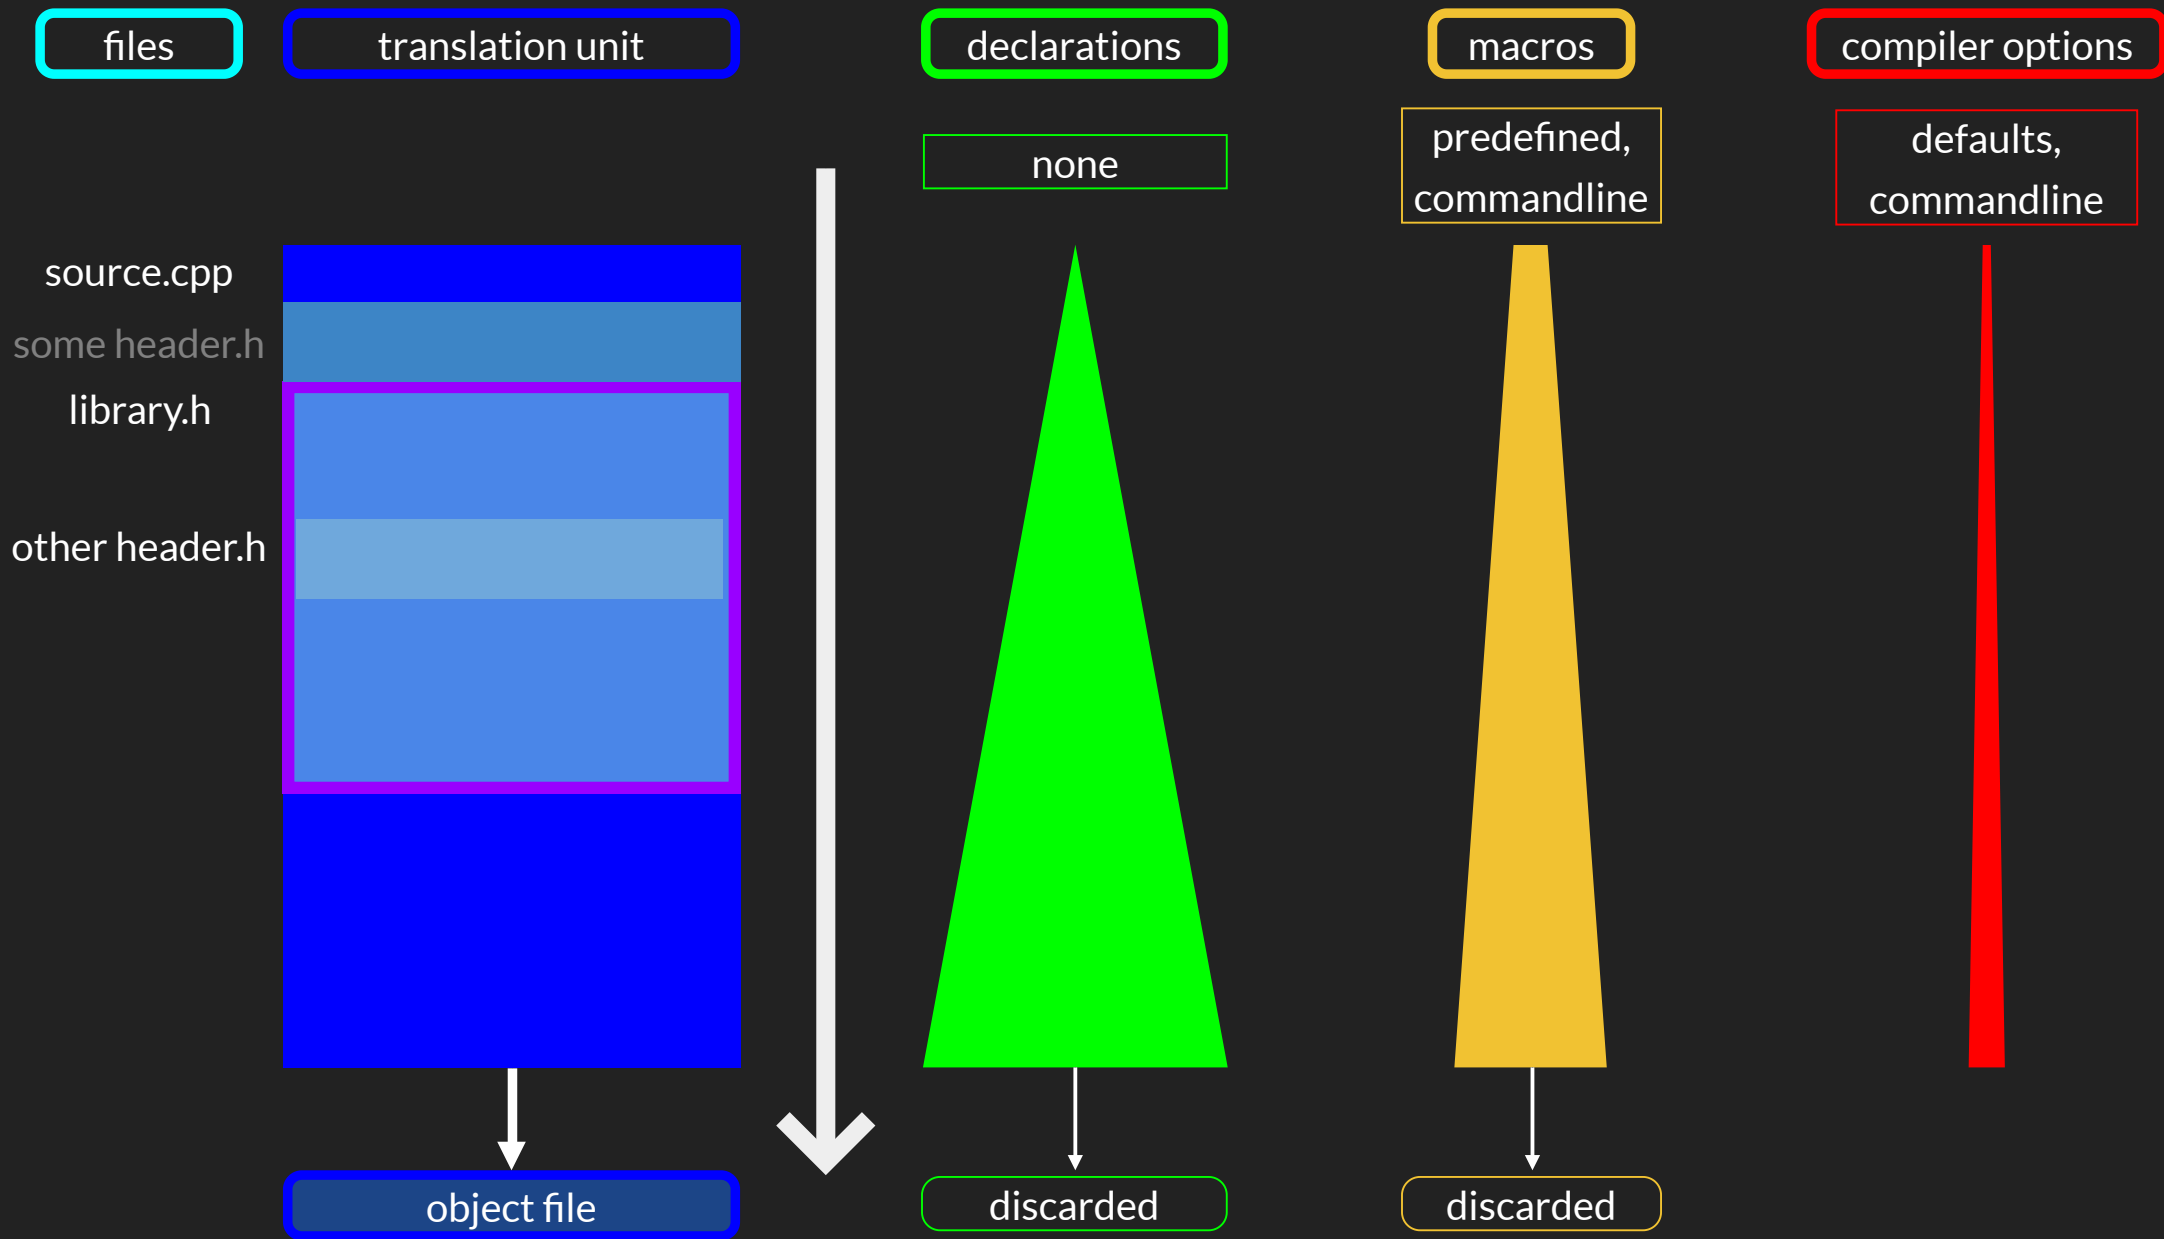 files
translation unit
declarations
macros
compiler options
none
predefined,
commandline
defaults,
commandline
source.cpp
some header.h
library.h
other header.h
object file
discarded
discarded